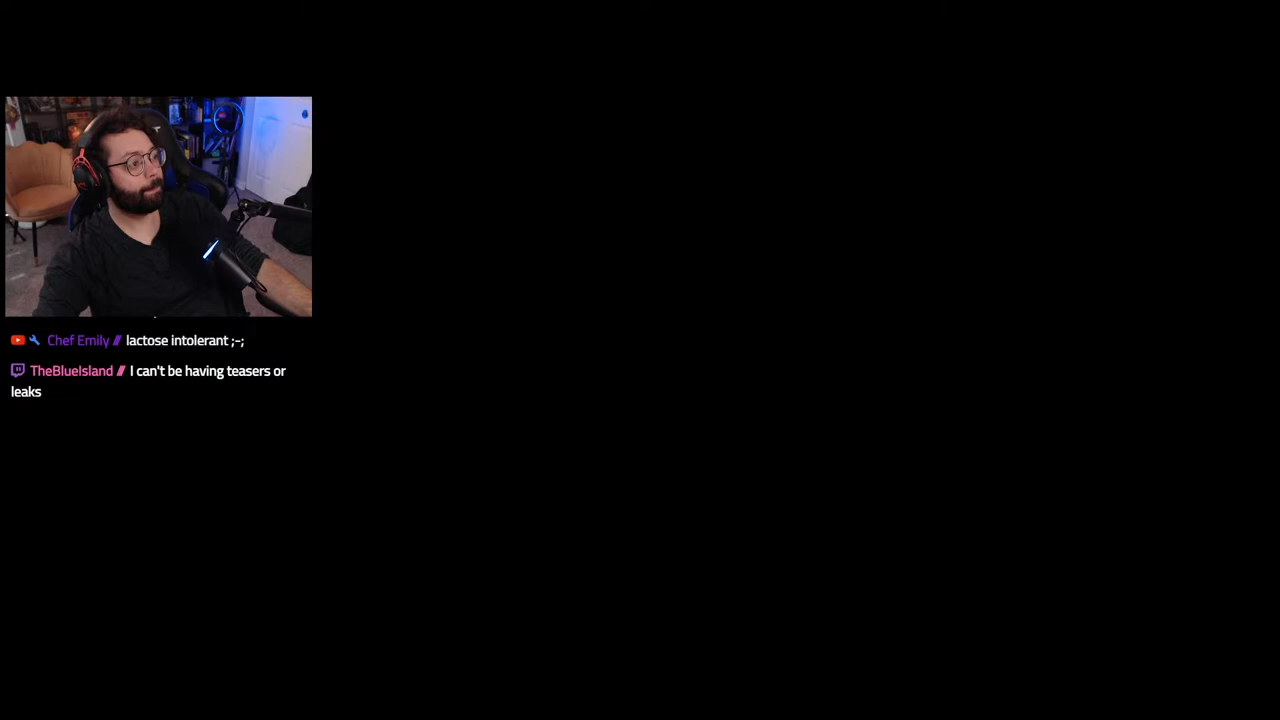 Chef Emily // lactose intolerant ;-;
TheBlueIsland // I can't be having teasers or
leaks